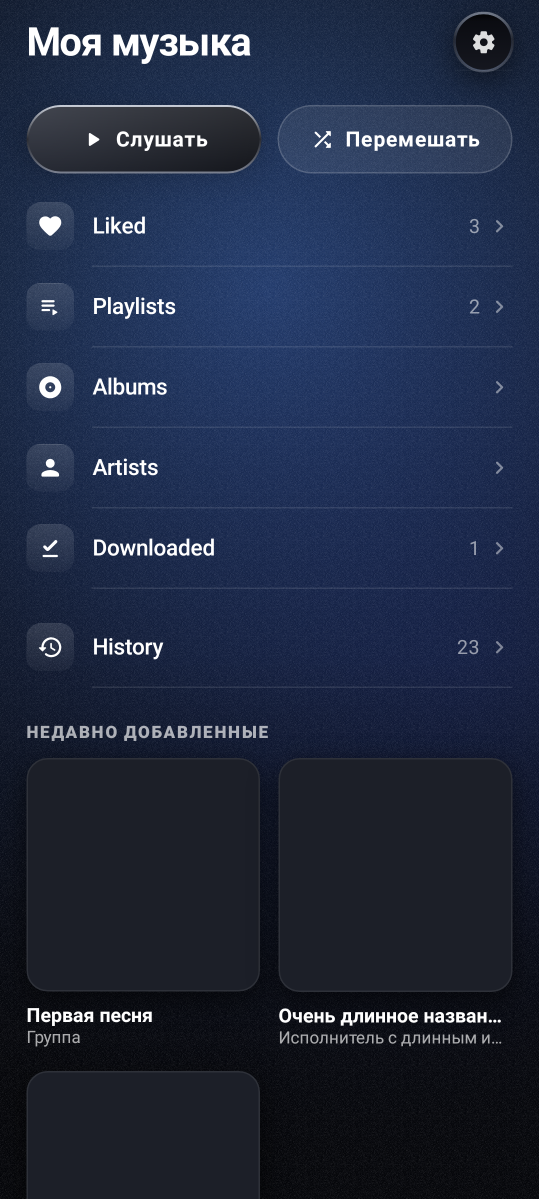 Моя музыка
Слушать
Перемешать
Liked
3
Playlists
2
Albums
Artists
Downloaded
1
History
23
НЕДАВНО ДОБАВЛЕННЫЕ
Первая песня
Группа
Очень длинное назван…
Исполнитель с длинным и…